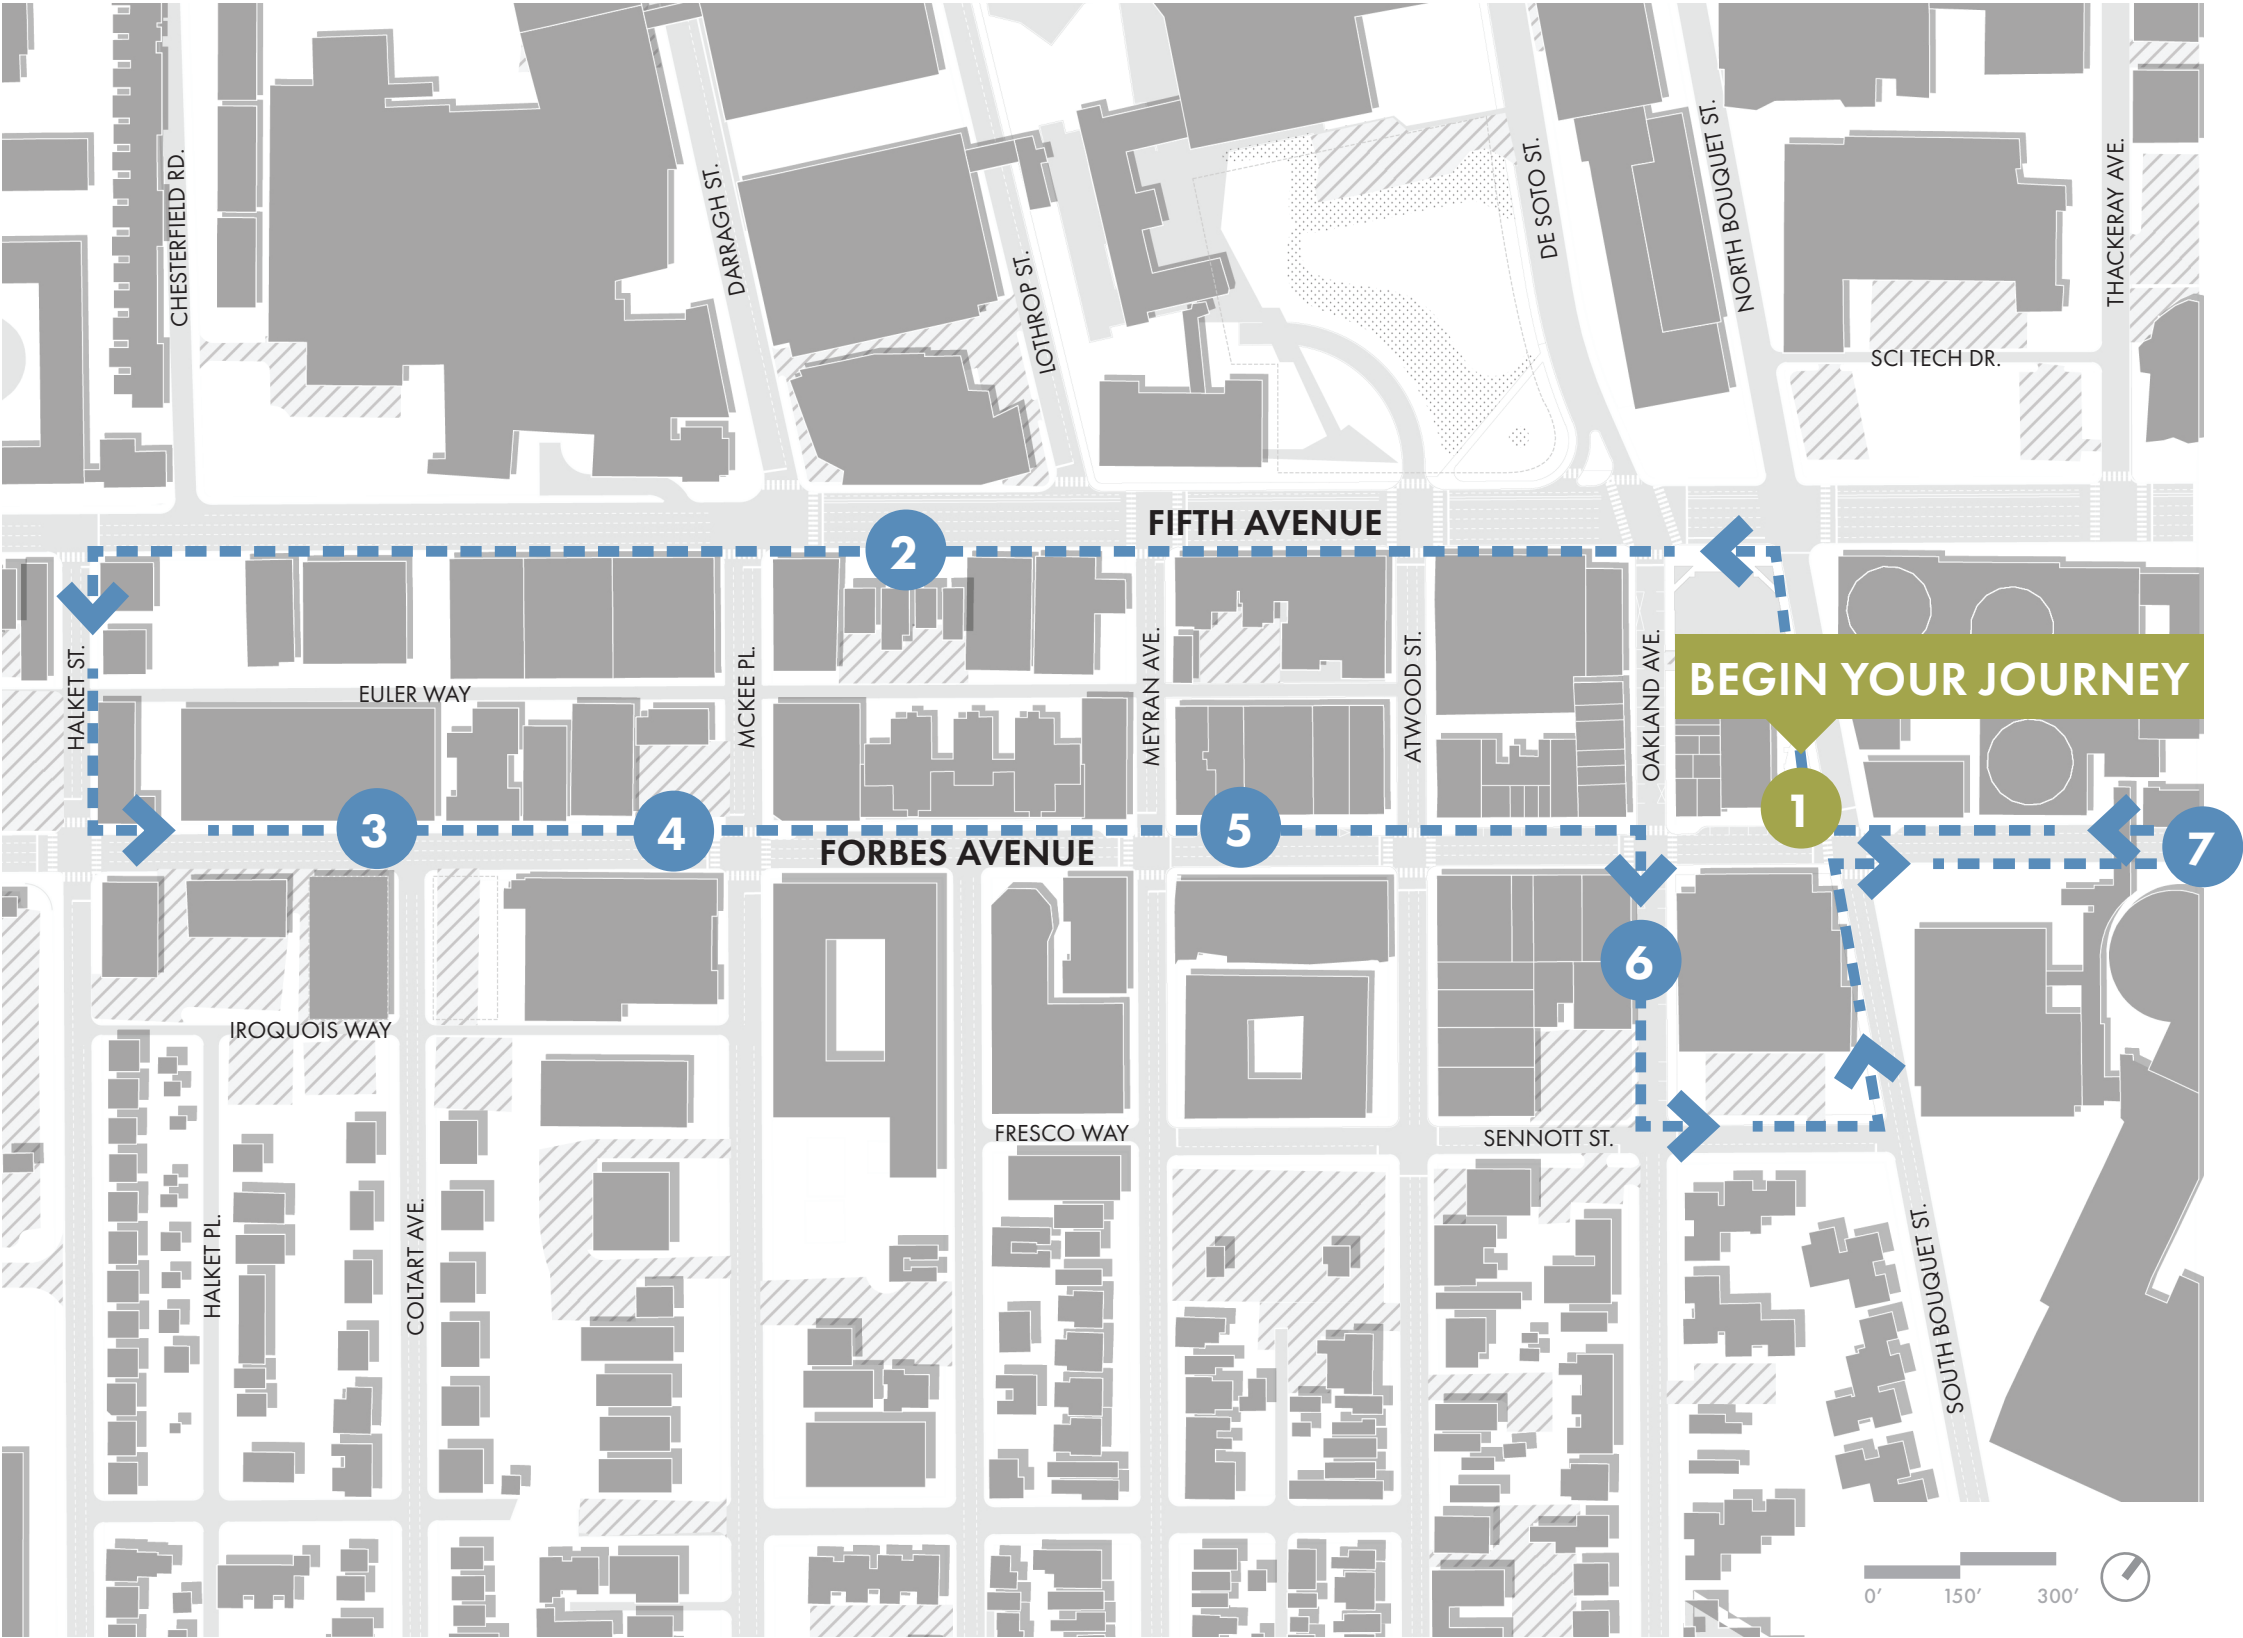 CHESTERFIELD RD.
DARRAGH ST.
LOTHROP ST.
DE SOTO ST.
NORTH BOUQUET ST.
THACKERAY AVE.
SCI TECH DR.
FIFTH AVENUE
2
HALKET ST.
EULER WAY
MCKEE PL.
MEYRAN AVE.
ATWOOD ST.
OAKLAND AVE.
BEGIN YOUR JOURNEY
1
3
4
5
7
FORBES AVENUE
6
IROQUOIS WAY
FRESCO WAY
SENNOTT ST.
HALKET PL.
COLTART AVE.
SOUTH BOUQUET ST.
0’ 150’ 300’